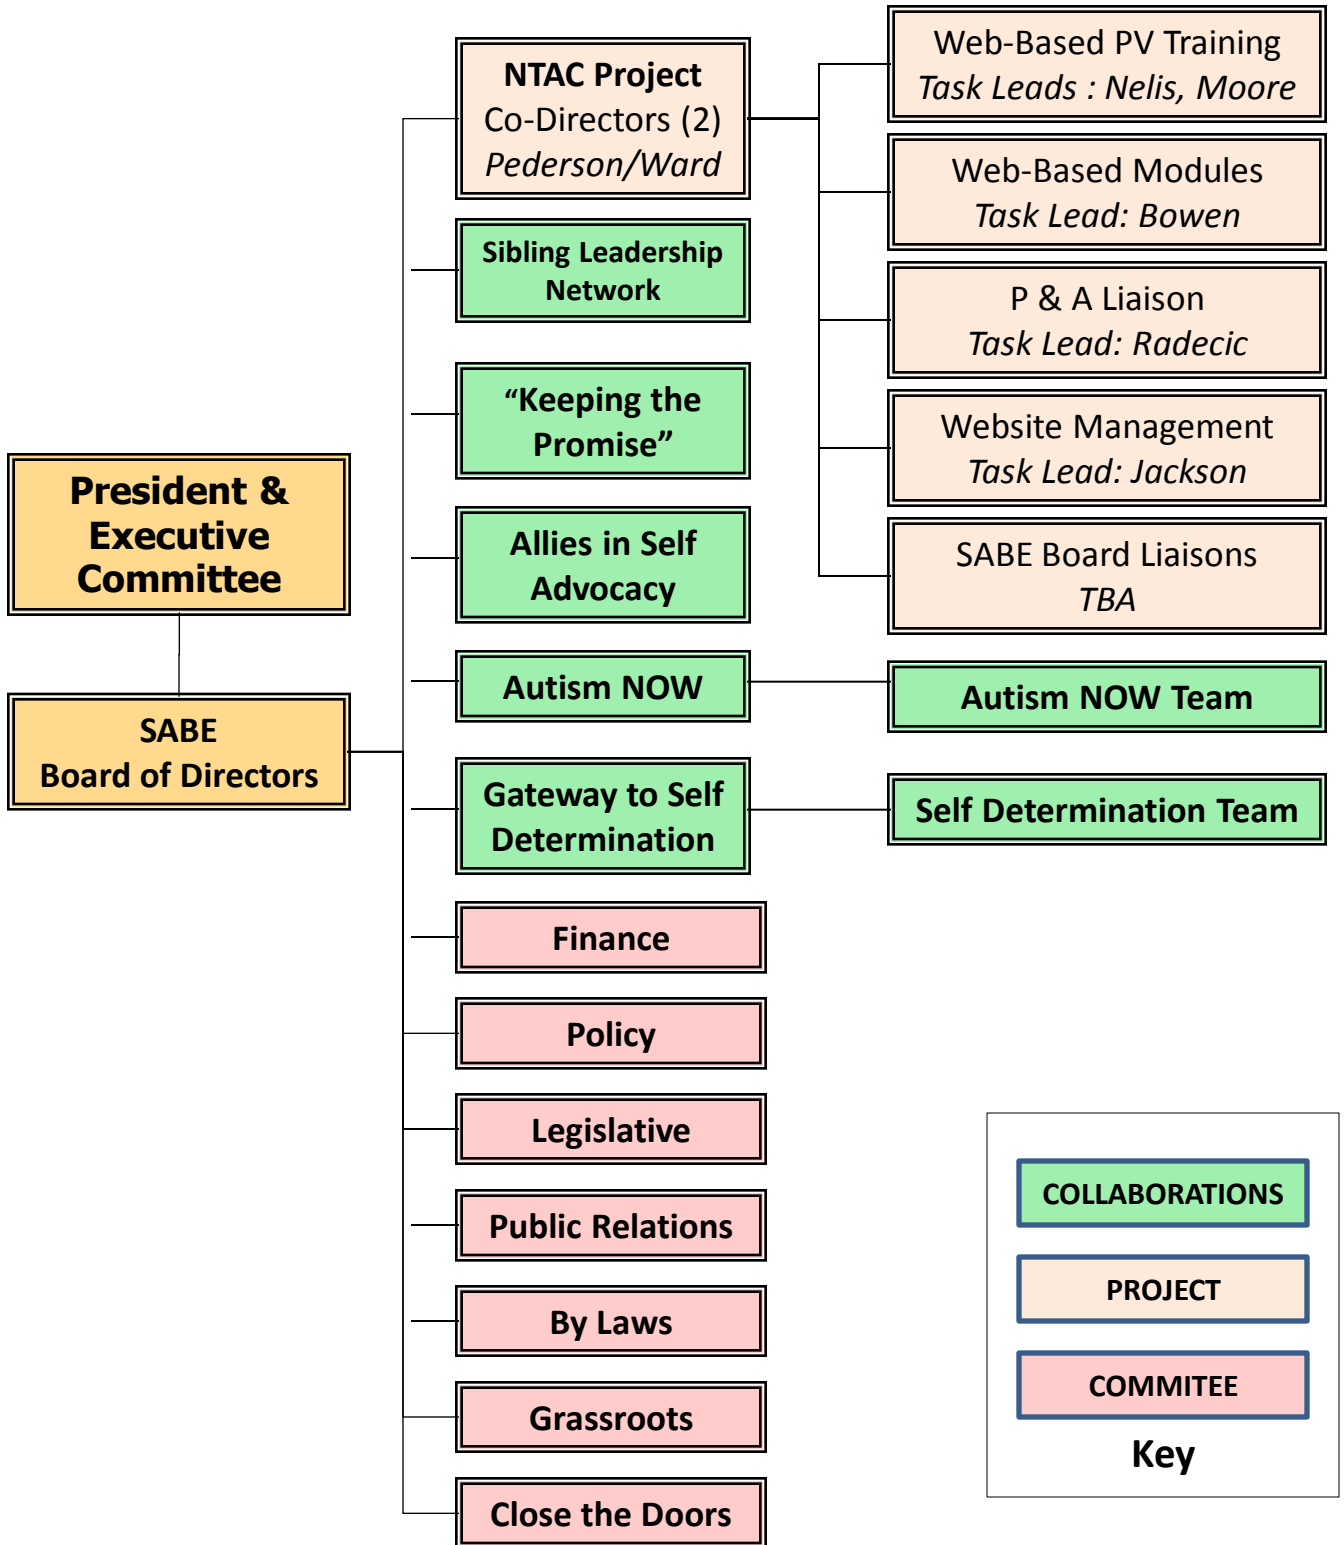 President &
Executive
Committee
SABE
Board of Directors
NTAC Project
Co-Directors (2)
Pederson/Ward
Sibling Leadership
Network
“Keeping the
Promise”
Allies in Self
Advocacy
Autism NOW
Gateway to Self
Determination
Finance
Policy
Legislative
Public Relations
By Laws
Grassroots
Close the Doors
Web-Based PV Training
Task Leads : Nelis, Moore
Web-Based Modules
Task Lead: Bowen
P & A Liaison
Task Lead: Radecic
Website Management
Task Lead: Jackson
SABE Board Liaisons
TBA
Autism NOW Team
Self Determination Team
COLLABORATIONS
PROJECT
COMMITEE
Key